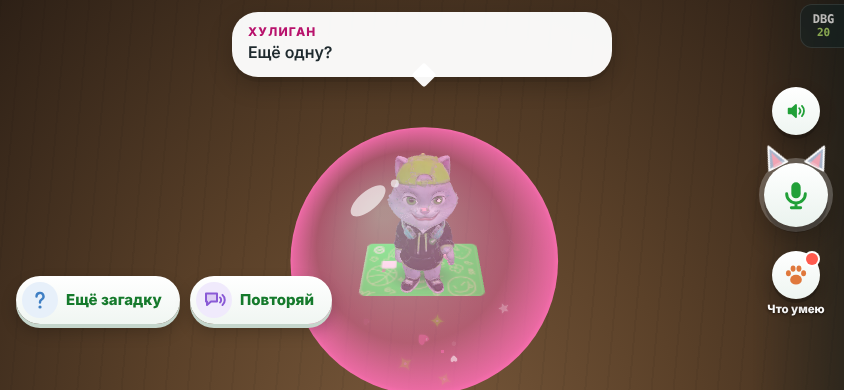 DBG
20
ХУЛИГАН
Ещё одну?
Ещё загадку
Повторяй
Что умею